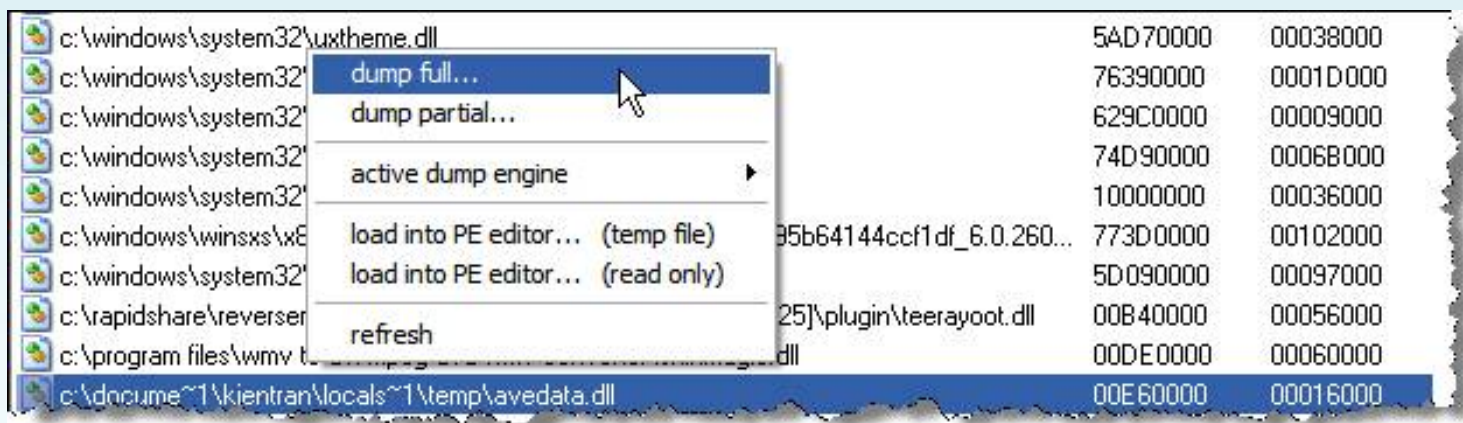 c:\windows\system32\uxtheme.dll 5AD70000 00038000
dump full...
c:\windows\system32\ 76390000 0001D000
dump partial...
c:\windows\system32\ 629C0000 00009000
c:\windows\system32\ 74D90000 0006B000
active dump engine
c:\windows\system32\ 10000000 00036000
load into PE editor... (temp file)
c:\windows\winsxs\x8 95b64144ccf1df_6.0.260... 773D0000 00102000
load into PE editor... (read only)
c:\windows\system32\ 5D090000 00097000
c:\rapidshare\reverser 25]\plugin\teerayoot.dll 00B40000 00056000
refresh
c:\program files\wmv dll 00DE0000 00060000
c:\docume~1\kientran\locals~1\temp\avedata.dll 00E60000 00016000